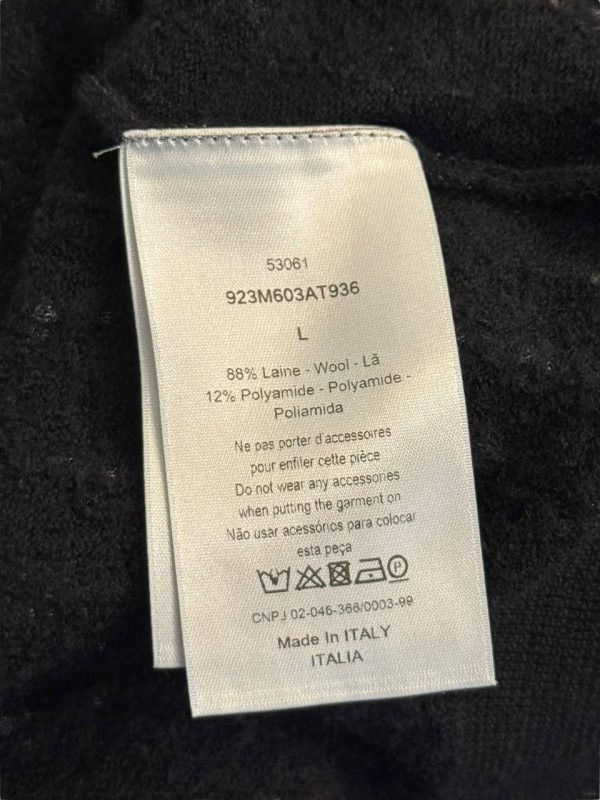 53061
923M603AT936
L
88% Laine - Wool - Lã
12% Polyamide - Polyamide -
Poliamida
Ne pas porter d'accessoires
pour enfiler cette pièce
Do not wear any accessories
when putting the garment on
Não usar acessórios para colocar
esta peça
P
CNPJ 02-046-366/0003-99
Made In ITALY
ITALIA